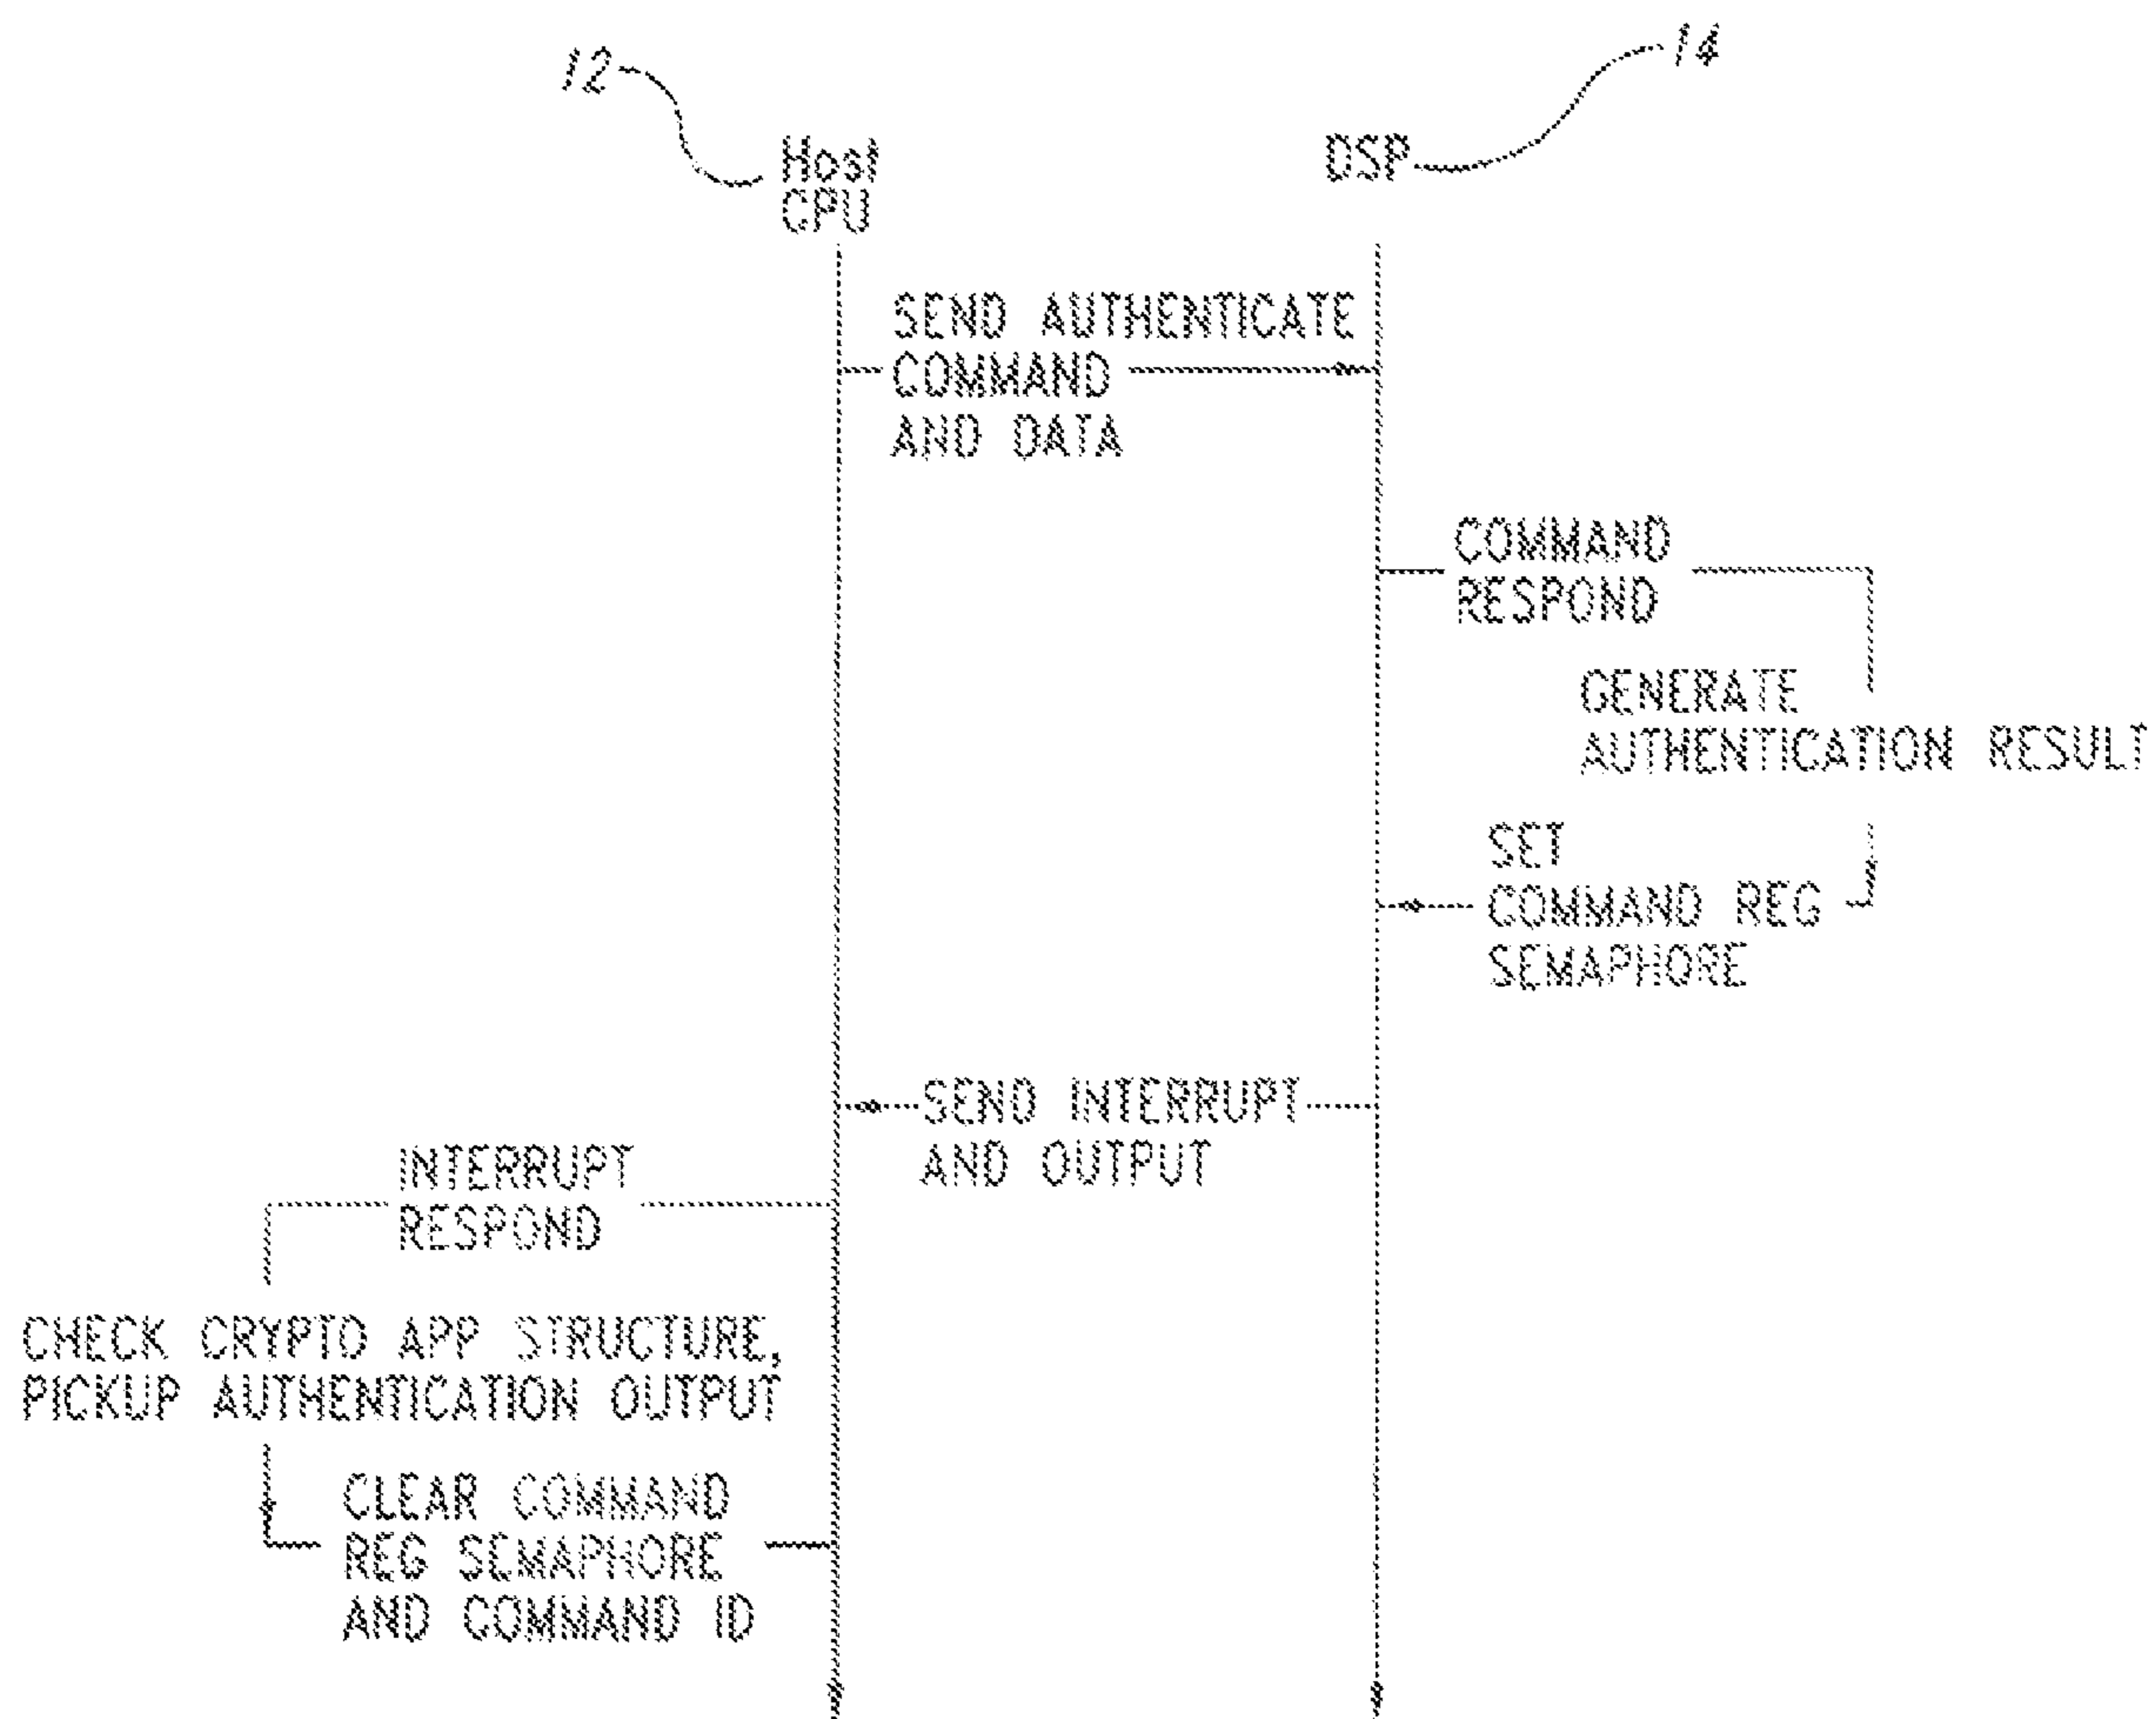 12
14
Host
CPU
DSP
SEND AUTHENTICATE
COMMAND
AND DATA
COMMAND
RESPOND
GENERATE
AUTHENTICATION RESULT
SET
COMMAND REG
SEMAPHORE
SEND INTERRUPT
AND OUTPUT
INTERRUPT
RESPOND
CHECK CRYPTO APP STRUCTURE,
PICKUP AUTHENTICATION OUTPUT
CLEAR COMMAND
REG SEMAPHORE
AND COMMAND ID